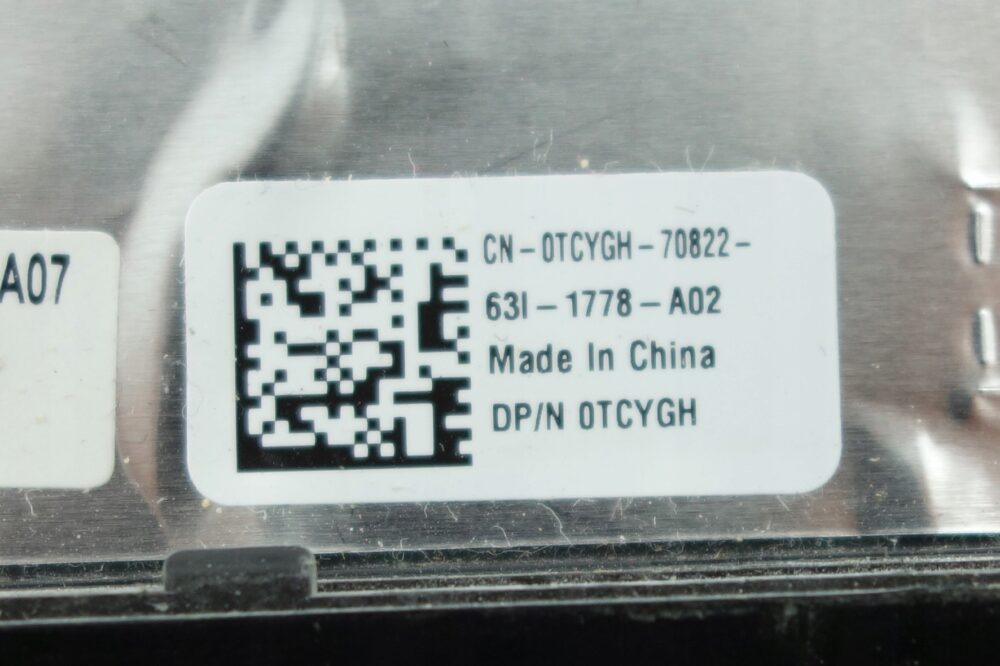 A07
CN-0TCYGH-70822-
63I-1778-A02
Made In China
DP/N 0TCYGH